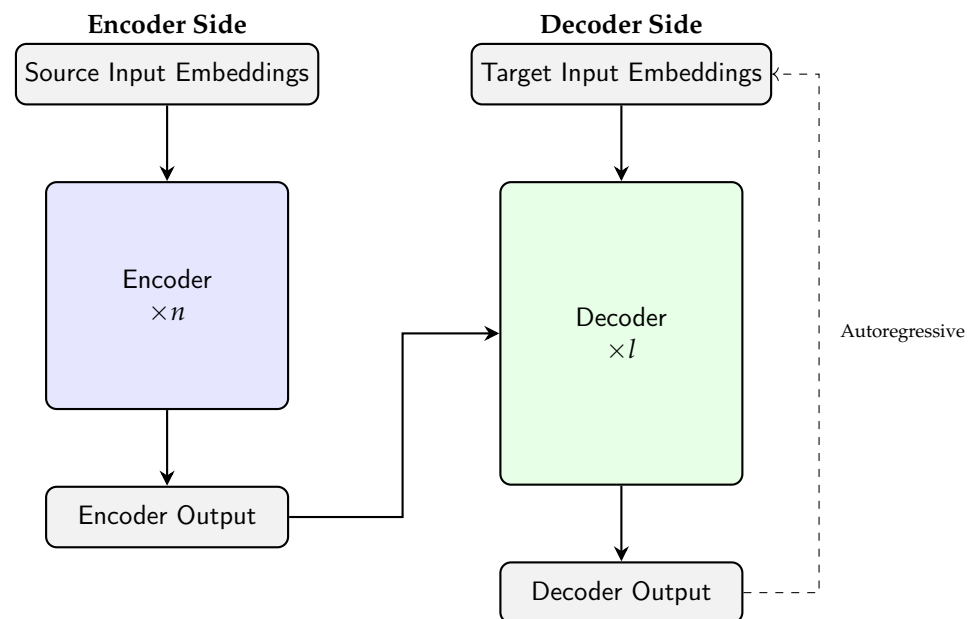 Encoder Side
Source Input Embeddings
Encoder
×n
Encoder Output
Decoder Side
Target Input Embeddings
Decoder
×l
Decoder Output
Autoregressive